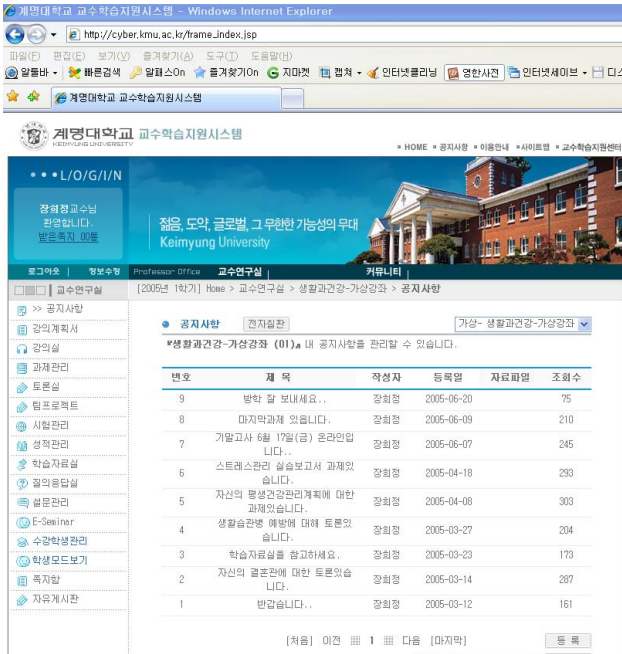 계명대학교 교수학습지원시스템 - Windows Internet Explorer
http://cyber.kmu.ac.kr/frame_index.jsp
파일(F) 편집(E) 보기(V) 즐겨찾기(A) 도구(T) 도움말(H)
알툴바 빠른검색 알패스On 즐겨찾기On 지마켓 캡쳐 인터넷클리닝 영한사전 인터넷세이브
계명대학교 교수학습지원시스템
계명대학교 교수학습지원시스템
KEIMYUNG UNIVERSITY
HOME 공지사항 이용안내 사이트맵 교수학습지원센터
L/O/G/I/N
장희정교수님
환영합니다.
받은쪽지 00통
젊음, 도약, 글로벌, 그 무한한 가능성의 무대
Keimyung University
로그아웃 | 정보수정 Professor Office 교수연구실 | 커뮤니티 |
교수연구실 [2005년 1학기] Home > 교수연구실 > 생활과건강-가상강좌 > 공지사항
>> 공지사항
강의계획서
강의실
과제관리
토론실
팀프로젝트
시험관리
성적관리
학습자료실
질의응답실
설문관리
E-Seminar
수강학생관리
학생모드보기
쪽지함
자유게시판
공지사항 전자칠판 가상- 생활과건강-가상강좌
『생활과건강-가상강좌 (01)』 내 공지사항을 관리할 수 있습니다.
번호 제 목 작성자 등록일 자료파일 조회수
9 방학 잘 보내세요.. 장희정 2005-06-20 75
8 마지막과제 있읍니다. 장희정 2005-06-09 210
7 기말고사 6월 17일(금) 온라인입니다.. 장희정 2005-06-07 245
6 스트레스관리 실습보고서 과제있습니다. 장희정 2005-04-18 293
5 자신의 평생건강관리계획에 대한 과제있습니다. 장희정 2005-04-08 303
4 생활습관병 예방에 대해 토론있습니다. 장희정 2005-03-27 204
3 학습자료실을 참고하세요. 장희정 2005-03-23 173
2 자신의 결혼관에 대한 토론있습니다. 장희정 2005-03-14 287
1 반갑습니다.. 장희정 2005-03-12 161
[처음] 이전 1 다음 [마지막] 등 록